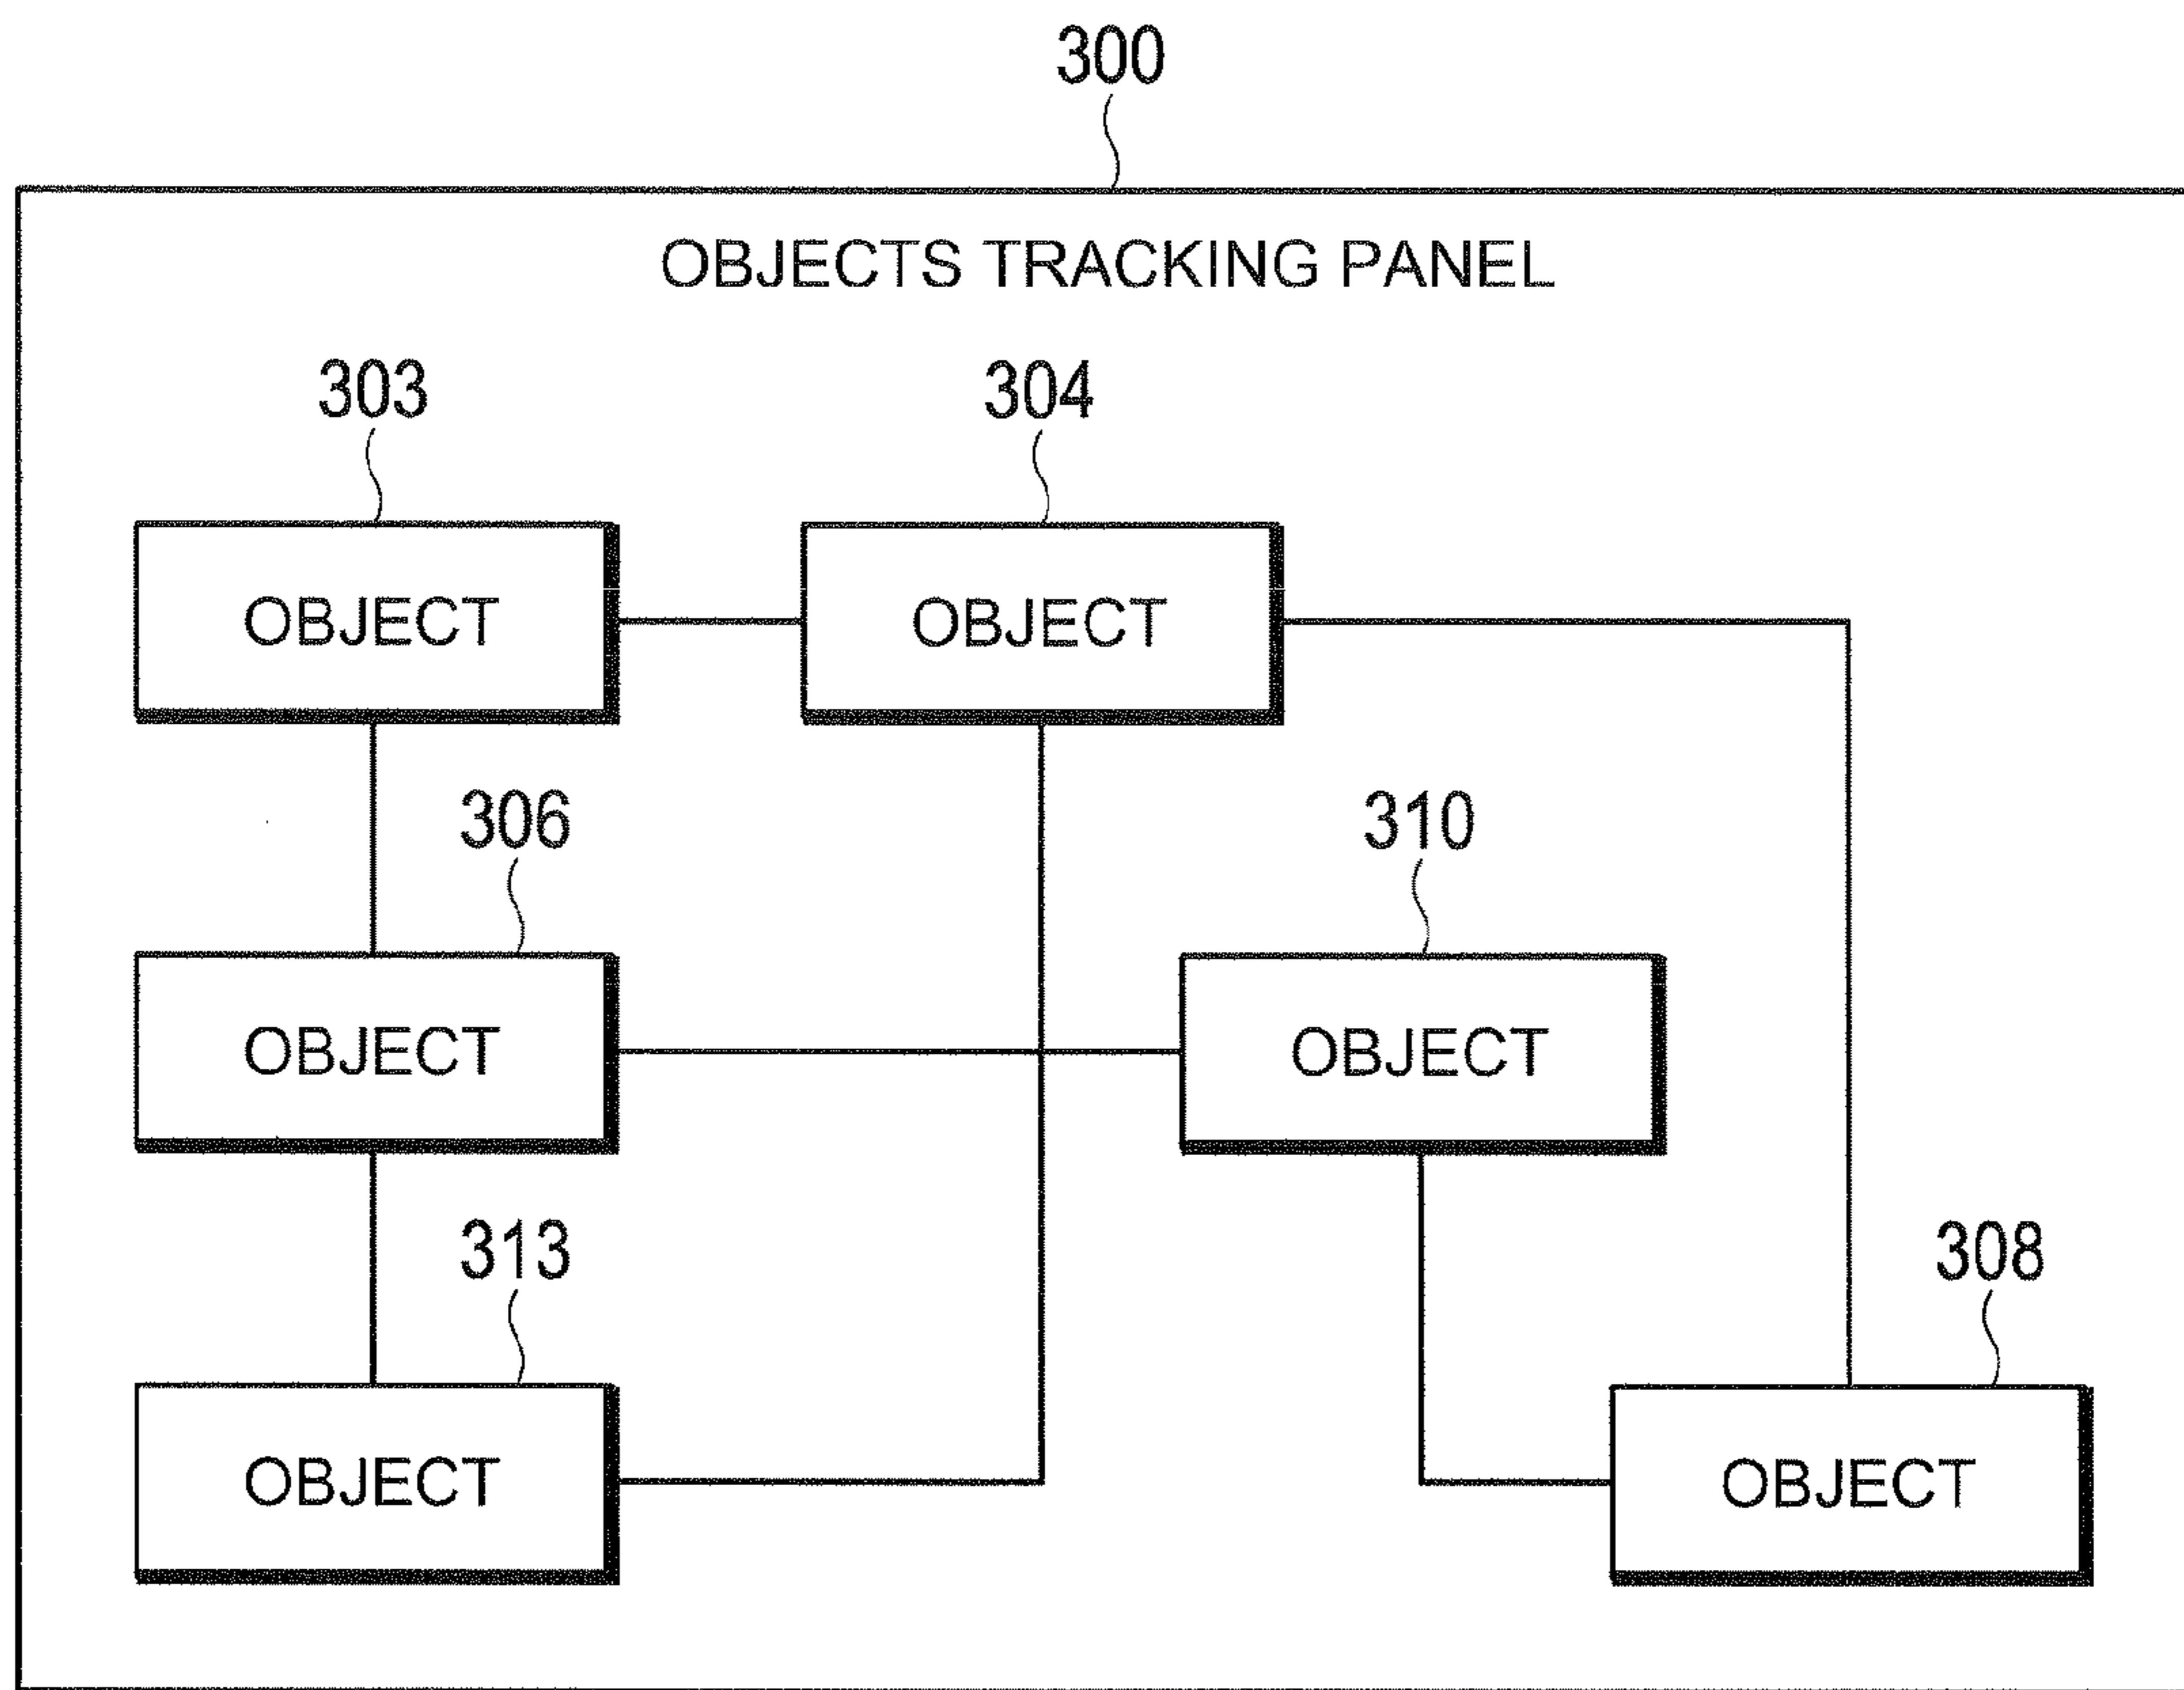 300
OBJECTS TRACKING PANEL
303
304
OBJECT
OBJECT
306
310
OBJECT
OBJECT
313
308
OBJECT
OBJECT